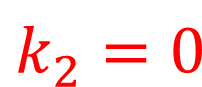 k₂ = 0